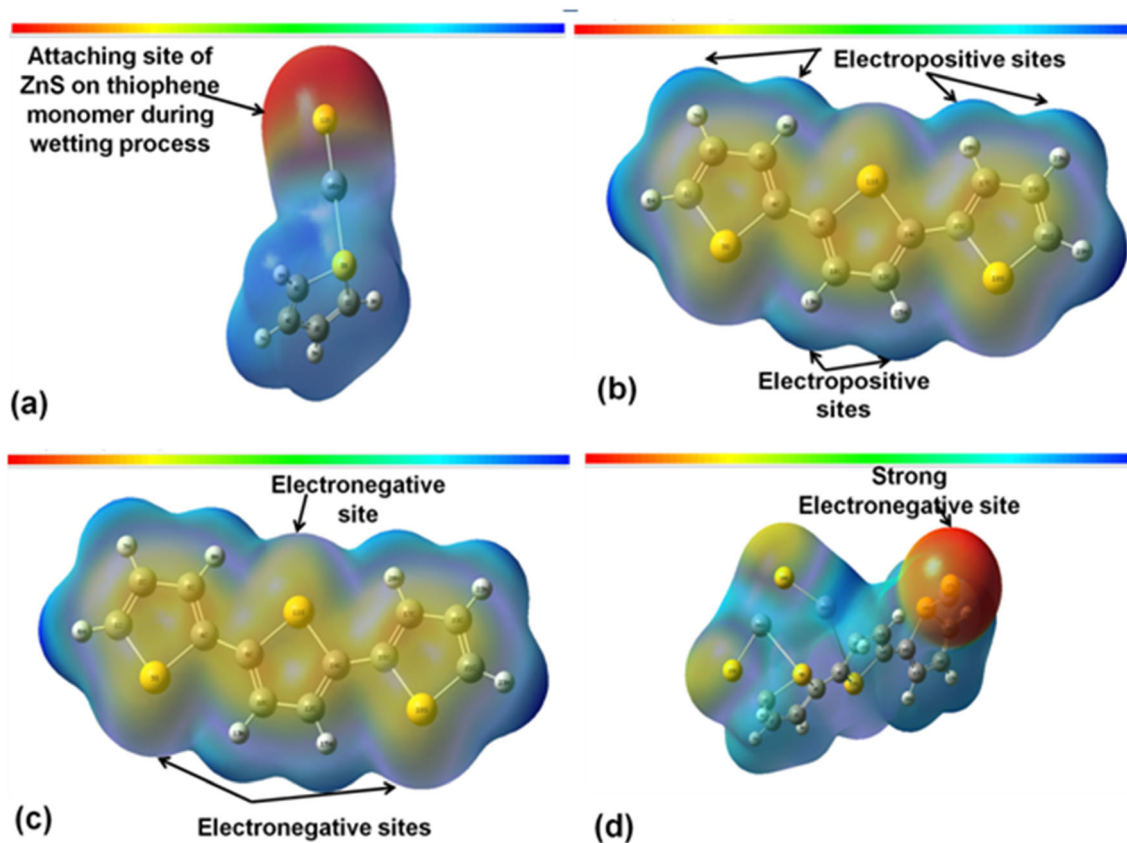 Attaching site of
ZnS on thiophene
monomer during
wetting process
(a)
Electropositive sites
Electropositive
sites
(b)
Electronegative
site
Electronegative sites
(c)
Strong
Electronegative site
(d)